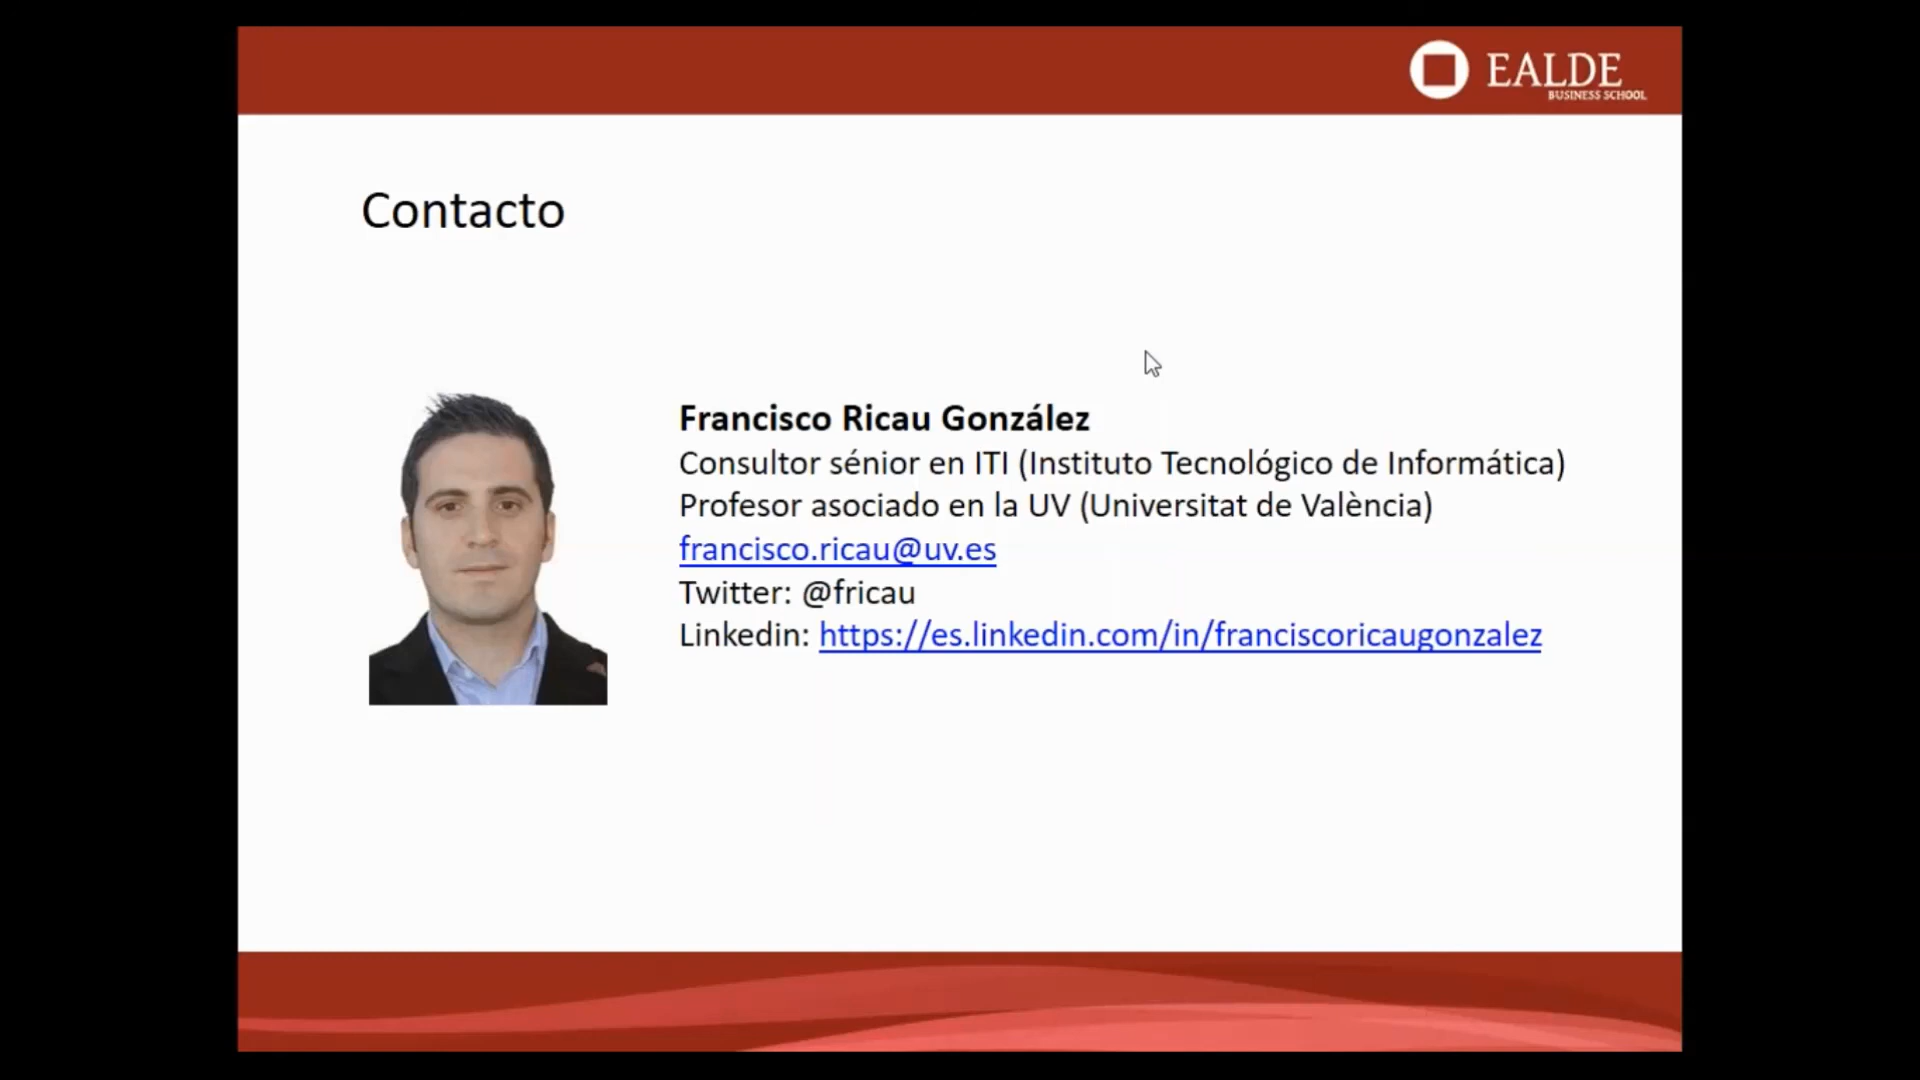 EALDE
BUSINESS SCHOOL
Contacto
Francisco Ricau González
Consultor sénior en ITI (Instituto Tecnológico de Informática)
Profesor asociado en la UV (Universitat de València)
francisco.ricau@uv.es
Twitter: @fricau
Linkedin: https://es.linkedin.com/in/franciscoricaugonzalez